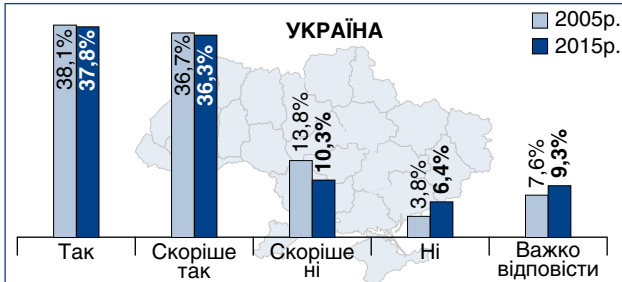 УКРАЇНА
2005р.
2015р.
38,1%
37,8%
36,7%
36,3%
13,8%
10,3%
3,8%
6,4%
7,6%
9,3%
Так
Скоріше
так
Скоріше
ні
Ні
Важко
відповісти